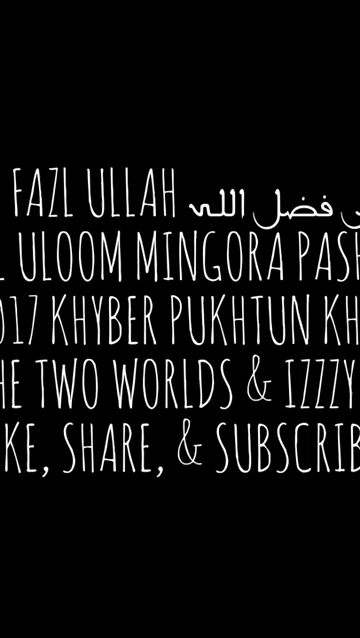 FAZL ULLAH فضل اللہ
ULOOM MINGORA PASH
017 KHYBER PUKHTUN KH
HE TWO WORLDS & IZZZY
KE, SHARE, & SUBSCRIB